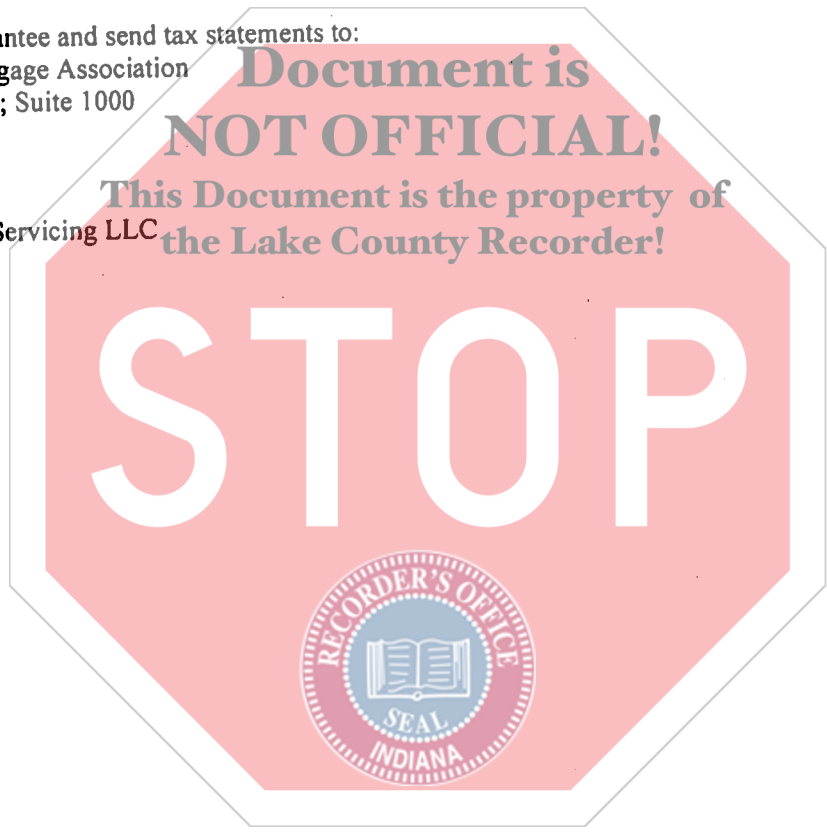 ntee and send tax statements to:
gage Association
; Suite 1000
Document is
NOT OFFICIAL!
This Document is the property of
Servicing LLC
the Lake County Recorder!
STOP
RECORDER'S OFFICE
SEAL
INDIANA